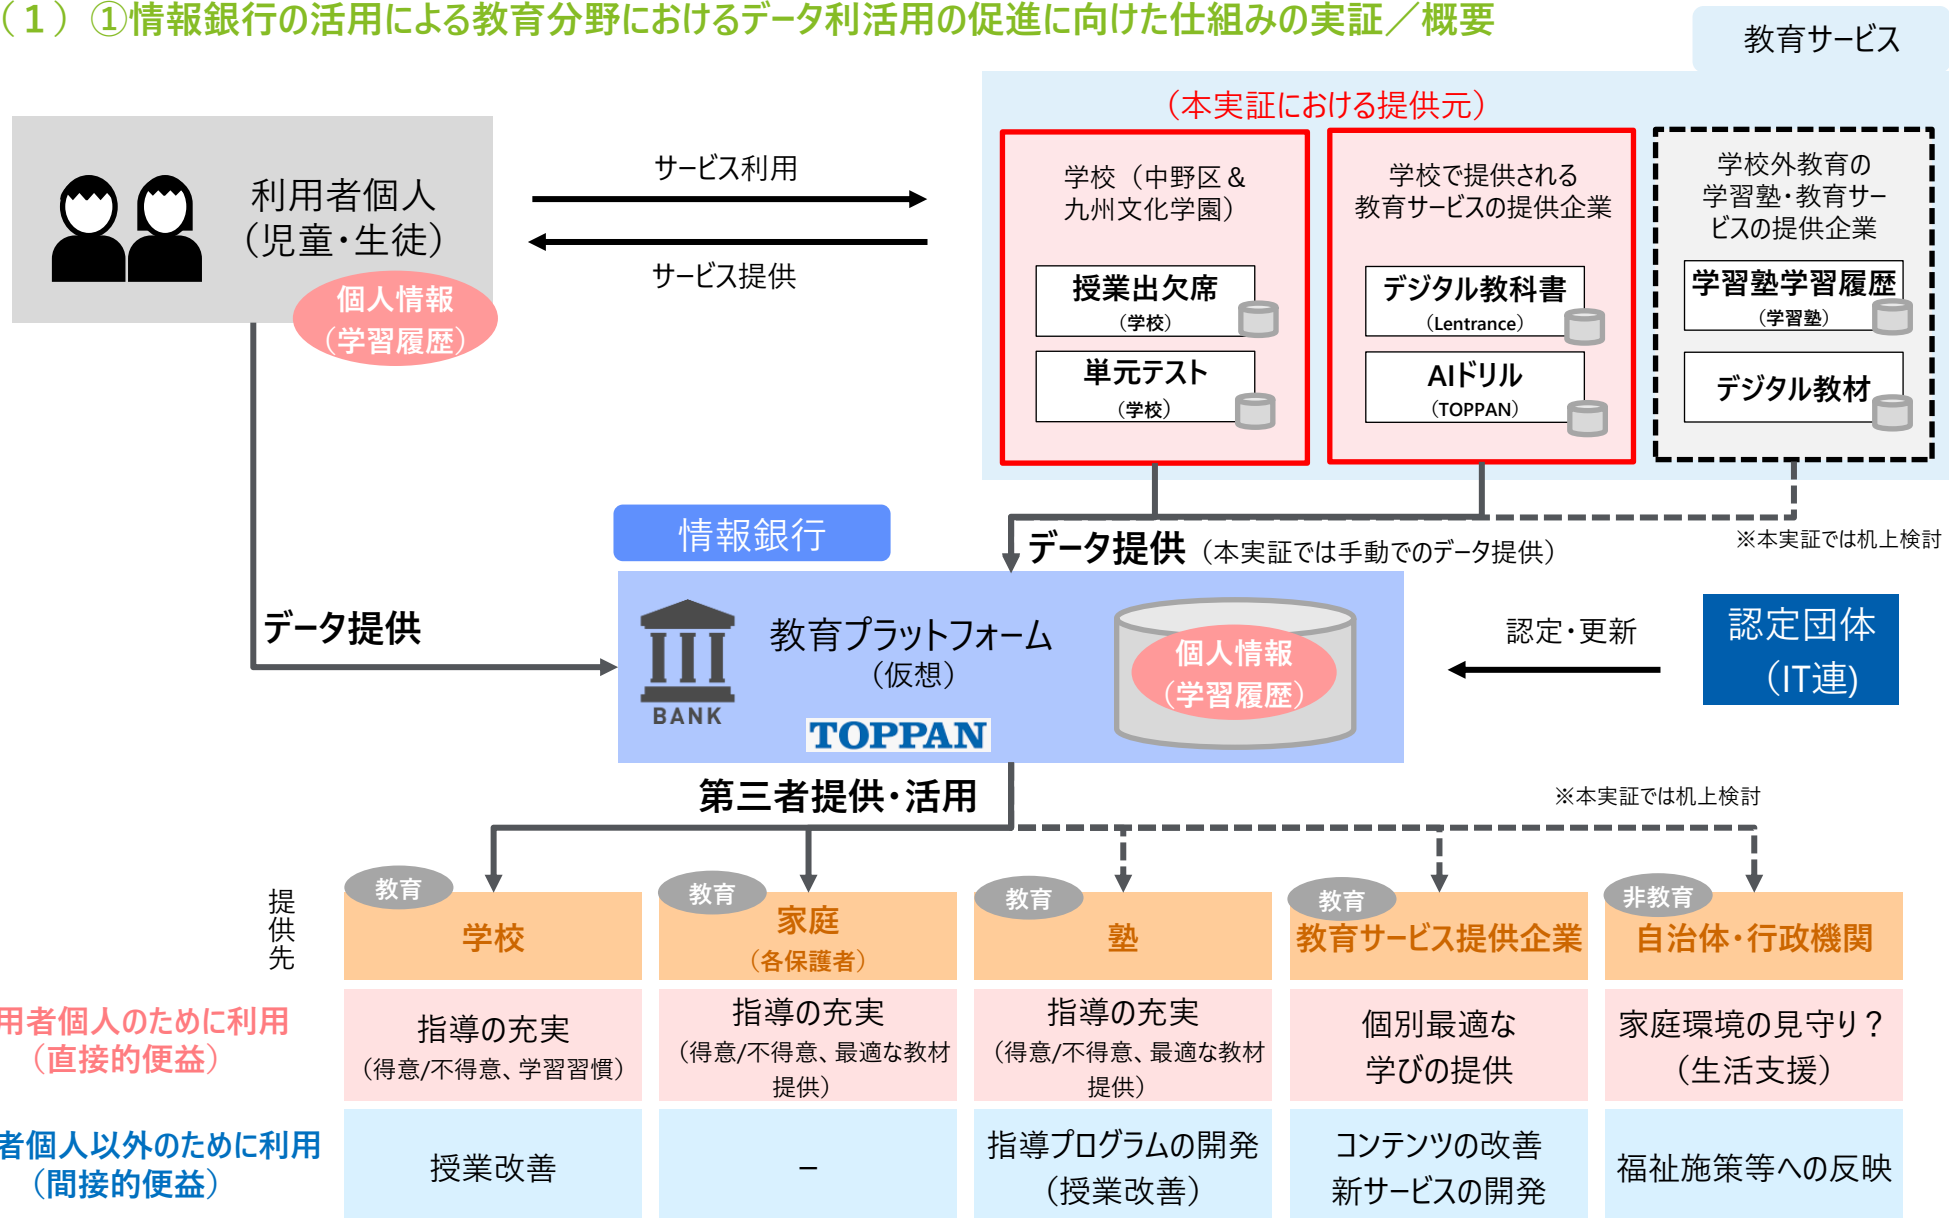 （１）①情報銀行の活用による教育分野におけるデータ利活用の促進に向けた仕組みの実証／概要
教育サービス
（本実証における提供元）
利用者個人
（児童・生徒）
個人情報
（学習履歴）
サービス利用
サービス提供
学校（中野区＆
九州文化学園）
授業出欠席
（学校）
単元テスト
（学校）
学校で提供される
教育サービスの提供企業
デジタル教科書
（Lentrance）
AIドリル
（TOPPAN）
学校外教育の
学習塾・教育サー
ビスの提供企業
学習塾学習履歴
（学習塾）
デジタル教材
※本実証では机上検討
データ提供（本実証では手動でのデータ提供）
情報銀行
データ提供
BANK
教育プラットフォーム
（仮想）
TOPPAN
個人情報
（学習履歴）
認定・更新
認定団体
（IT連)
第三者提供・活用
※本実証では机上検討
提供先
教育
学校
教育
家庭
（各保護者）
教育
塾
教育
教育サービス提供企業
非教育
自治体・行政機関
用者個人のために利用
（直接的便益）
指導の充実
（得意/不得意、学習習慣）
指導の充実
（得意/不得意、最適な教材
提供）
指導の充実
（得意/不得意、最適な教材
提供）
個別最適な
学びの提供
家庭環境の見守り？
（生活支援）
者個人以外のために利用
（間接的便益）
授業改善
－
指導プログラムの開発
（授業改善）
コンテンツの改善
新サービスの開発
福祉施策等への反映